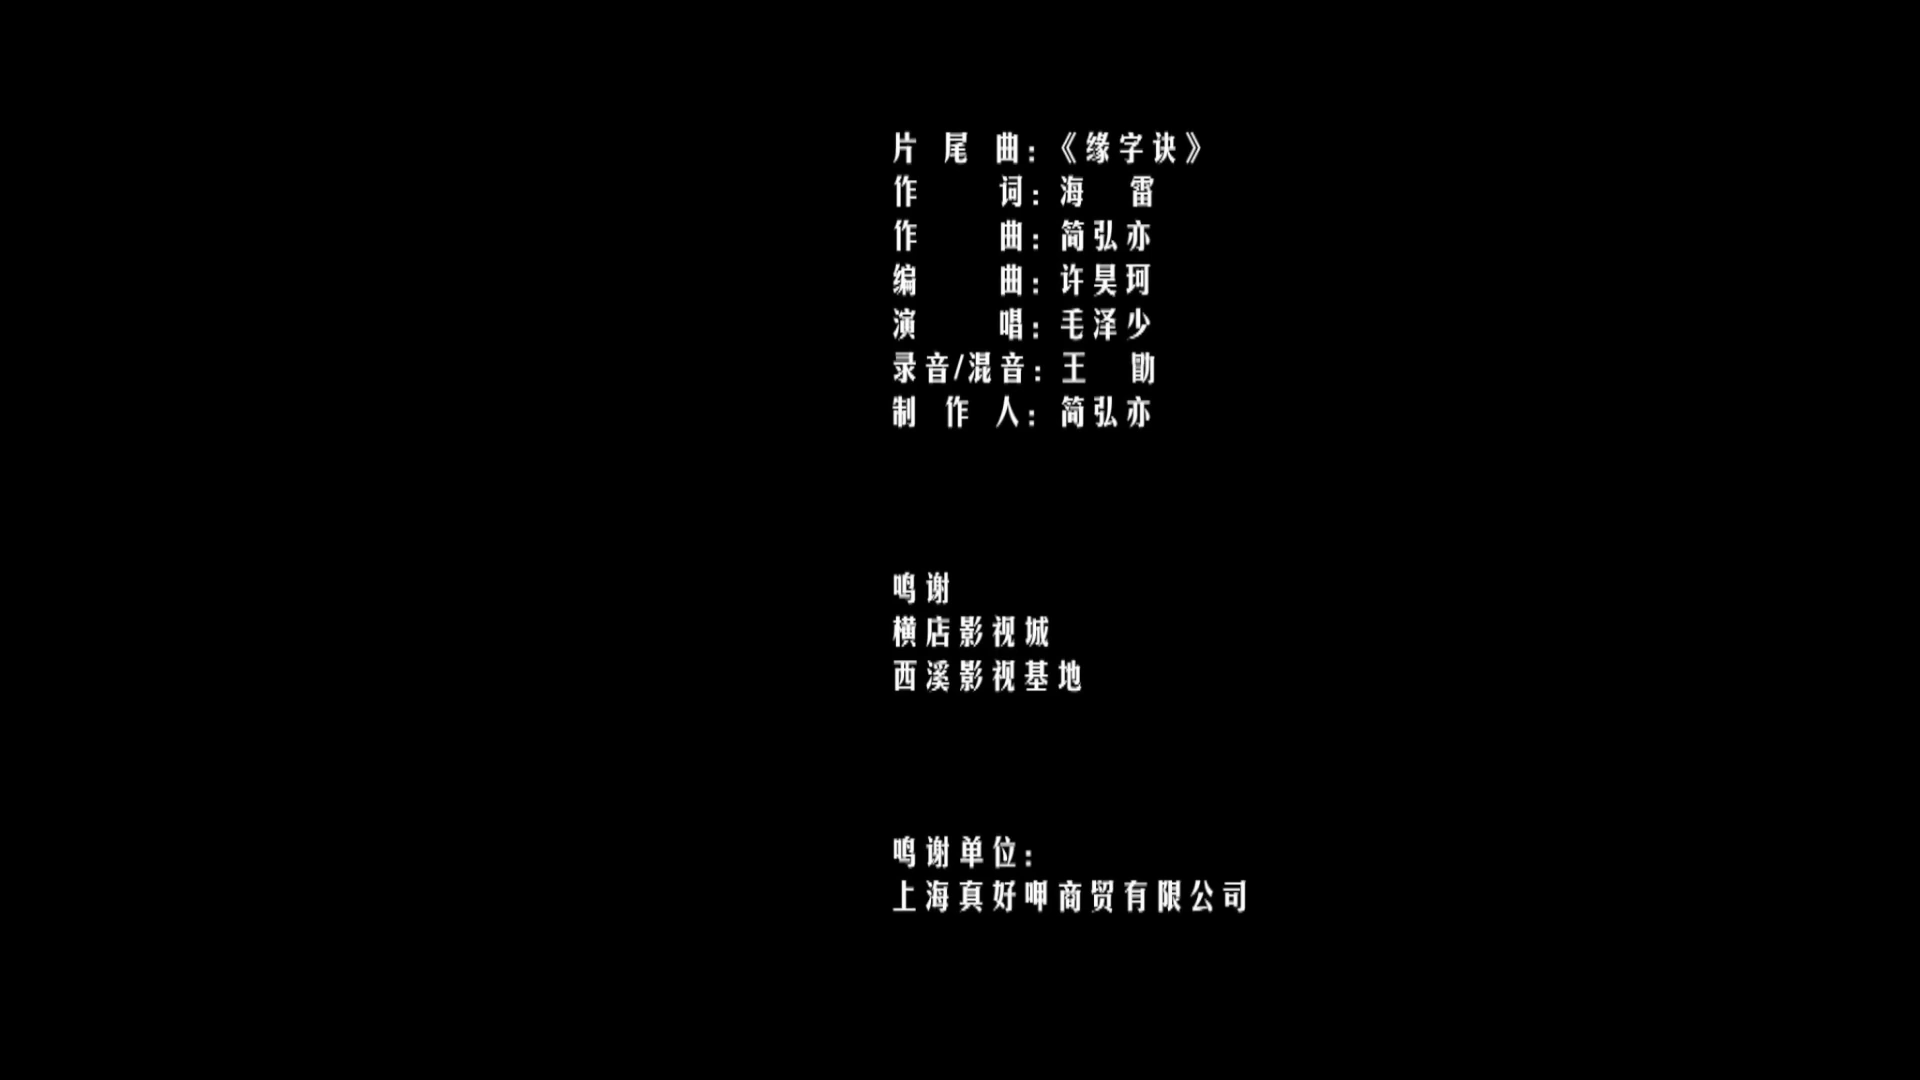 片尾曲:《缘字诀》
作词:海雷
作曲:简弘亦
编曲:许昊珂
演唱:毛泽少
录音/混音:王勖
制作人:简弘亦
鸣谢
横店影视城
西溪影视基地
鸣谢单位:
上海真好呷商贸有限公司